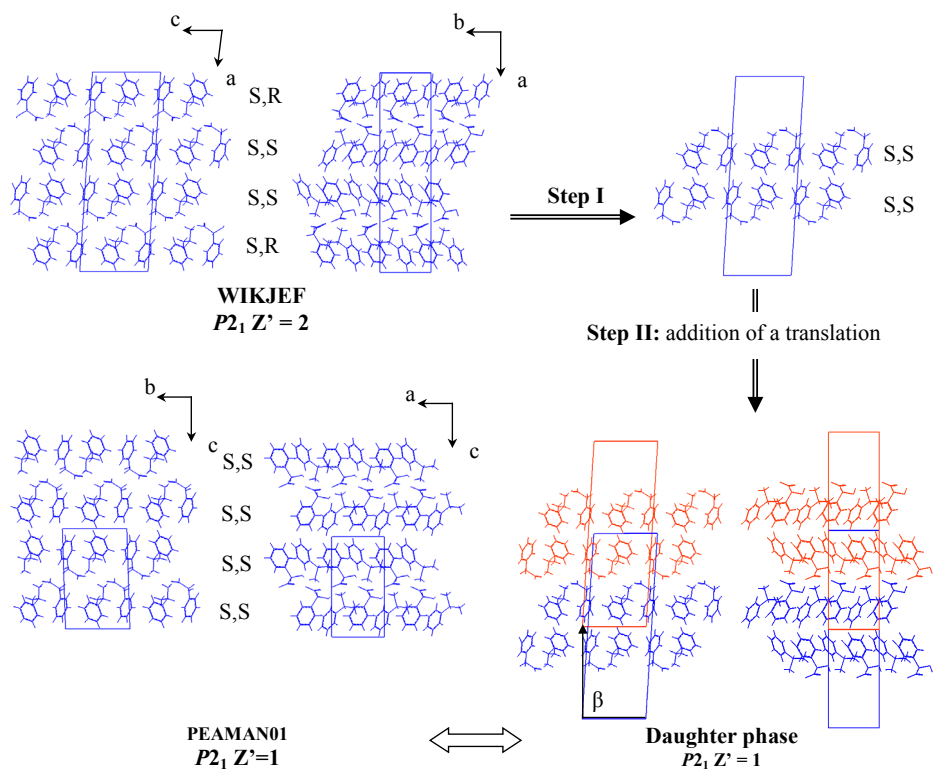 c
a
b
a
S,R
S,S
S,S
S,R
WIKJEF
P2₁ Z' = 2
Step I
S,S
S,S
Step II: addition of a translation
b
c
a
c
S,S
S,S
S,S
S,S
β
PEAMAN01
P2₁ Z'=1
Daughter phase
P2₁ Z' = 1